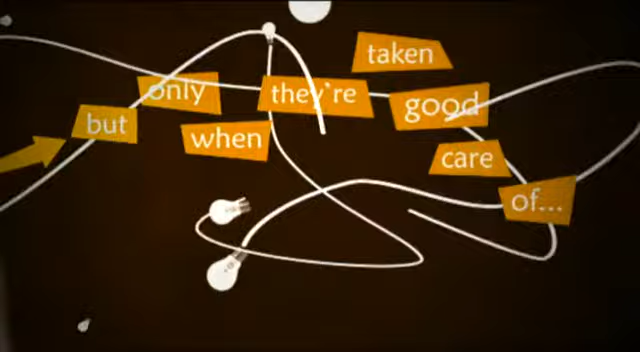 but
only
when
they're
taken
good
care
of...